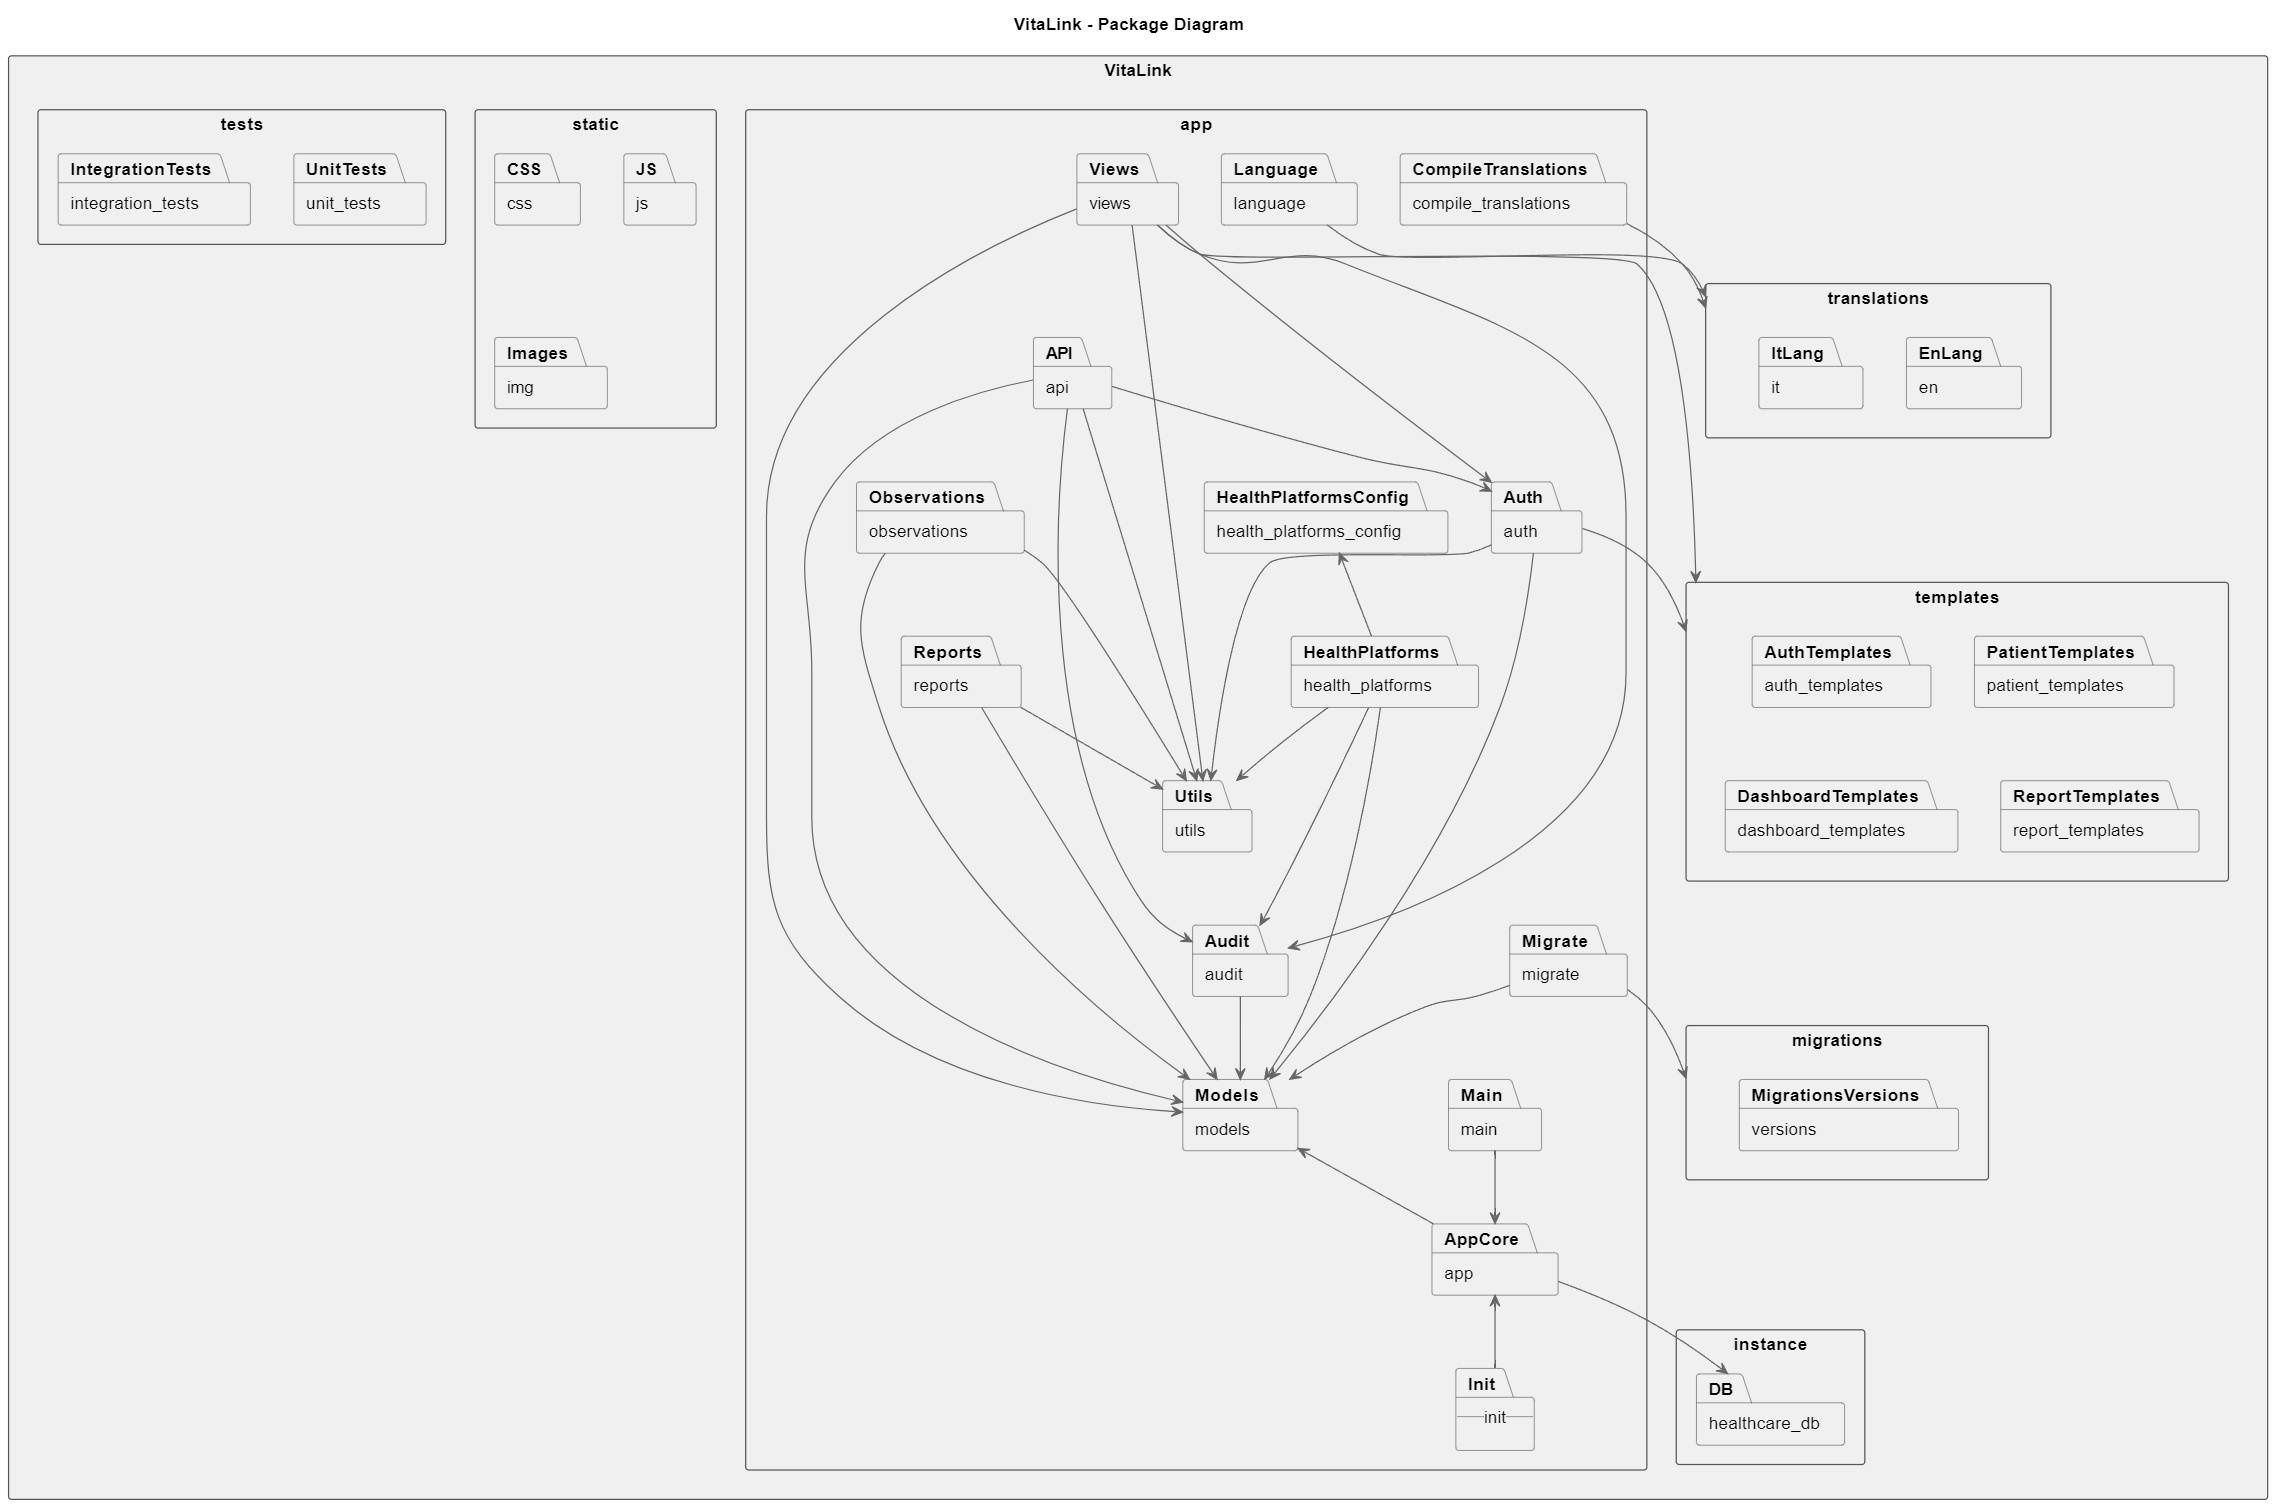 VitaLink - Package Diagram
VitaLink
tests
IntegrationTests
integration_tests
UnitTests
unit_tests
static
CSS
css
JS
js
Images
img
app
Views
views
Language
language
CompileTranslations
compile_translations
API
api
Observations
observations
HealthPlatformsConfig
health_platforms_config
Auth
auth
Reports
reports
HealthPlatforms
health_platforms
Utils
utils
Audit
audit
Migrate
migrate
Models
models
Main
main
AppCore
app
Init
init
translations
ItLang
it
EnLang
en
templates
AuthTemplates
auth_templates
PatientTemplates
patient_templates
DashboardTemplates
dashboard_templates
ReportTemplates
report_templates
migrations
MigrationsVersions
versions
instance
DB
healthcare_db